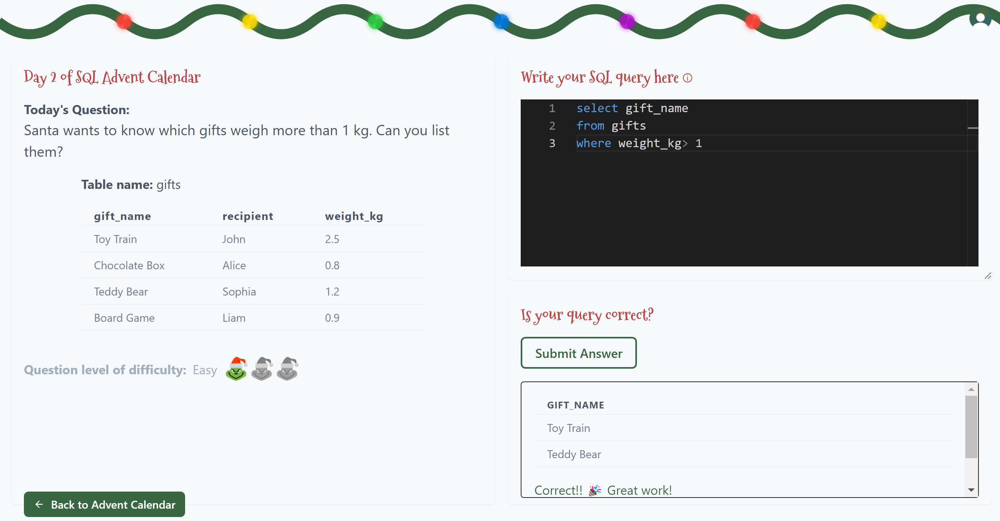 Day 2 of SQL Advent Calendar
Today's Question:
Santa wants to know which gifts weigh more than 1 kg. Can you list
them?
Table name: gifts
gift_name recipient weight_kg
Toy Train John 2.5
Chocolate Box Alice 0.8
Teddy Bear Sophia 1.2
Board Game Liam 0.9
Question level of difficulty: Easy
← Back to Advent Calendar
Write your SQL query here ⓘ
1 select gift_name
2 from gifts
3 where weight_kg> 1
Is your query correct?
Submit Answer
GIFT_NAME
Toy Train
Teddy Bear
Correct!! 🎉 Great work!